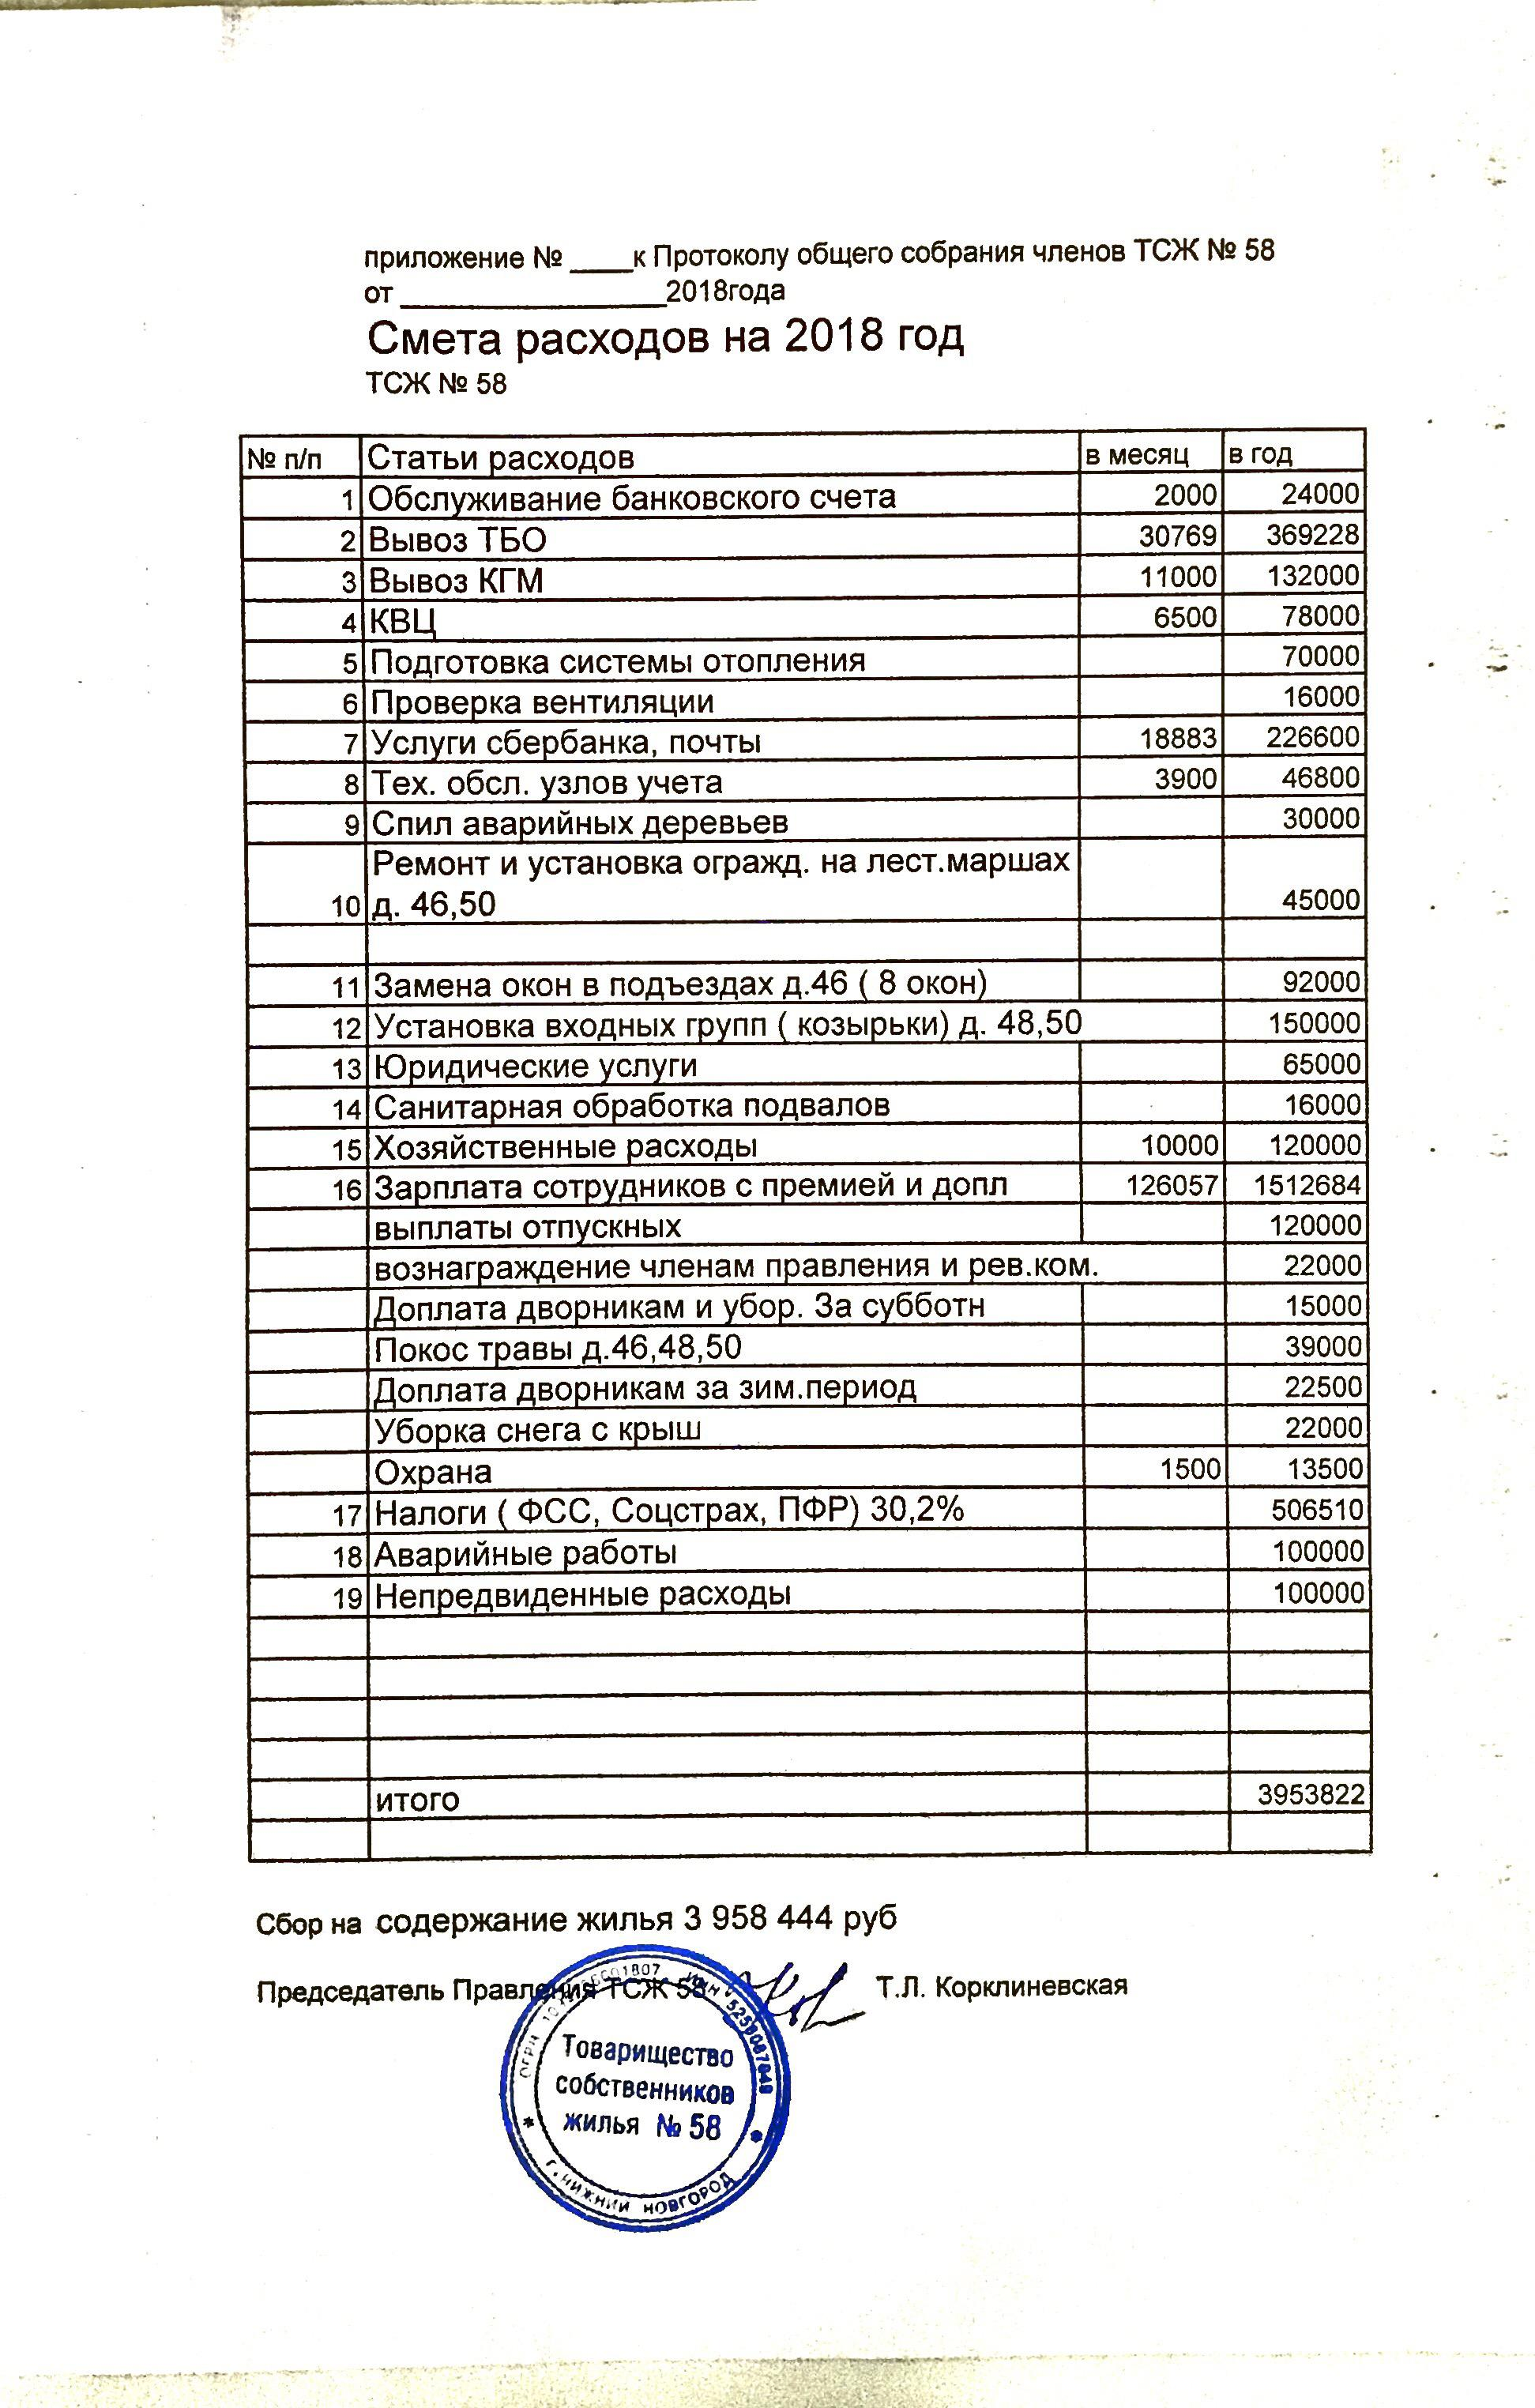 приложение № ____к Протоколу общего собрания членов ТСЖ № 58
от _________________2018года
Смета расходов на 2018 год
ТСЖ № 58
№ п/п Статьи расходов в месяц в год
1 Обслуживание банковского счета 2000 24000
2 Вывоз ТБО 30769 369228
3 Вывоз КГМ 11000 132000
4 КВЦ 6500 78000
5 Подготовка системы отопления 70000
6 Проверка вентиляции 16000
7 Услуги сбербанка, почты 18883 226600
8 Тех. обсл. узлов учета 3900 46800
9 Спил аварийных деревьев 30000
Ремонт и установка огражд. на лест.маршах
10 д. 46,50 45000
11 Замена окон в подъездах д.46 ( 8 окон) 92000
12 Установка входных групп ( козырьки) д. 48,50 150000
13 Юридические услуги 65000
14 Санитарная обработка подвалов 16000
15 Хозяйственные расходы 10000 120000
16 Зарплата сотрудников с премией и допл 126057 1512684
выплаты отпускных 120000
вознаграждение членам правления и рев.ком. 22000
Доплата дворникам и убор. За субботн 15000
Покос травы д.46,48,50 39000
Доплата дворникам за зим.период 22500
Уборка снега с крыш 22000
Охрана 1500 13500
17 Налоги ( ФСС, Соцстрах, ПФР) 30,2% 506510
18 Аварийные работы 100000
19 Непредвиденные расходы 100000
итого 3953822
Сбор на содержание жилья 3 958 444 руб
Председатель Правления ТСЖ 58 Т.Л. Корклиневская
ОГРН ИНН
Товарищество
собственников
жилья № 58
г. НИЖНИЙ НОВГОРОД